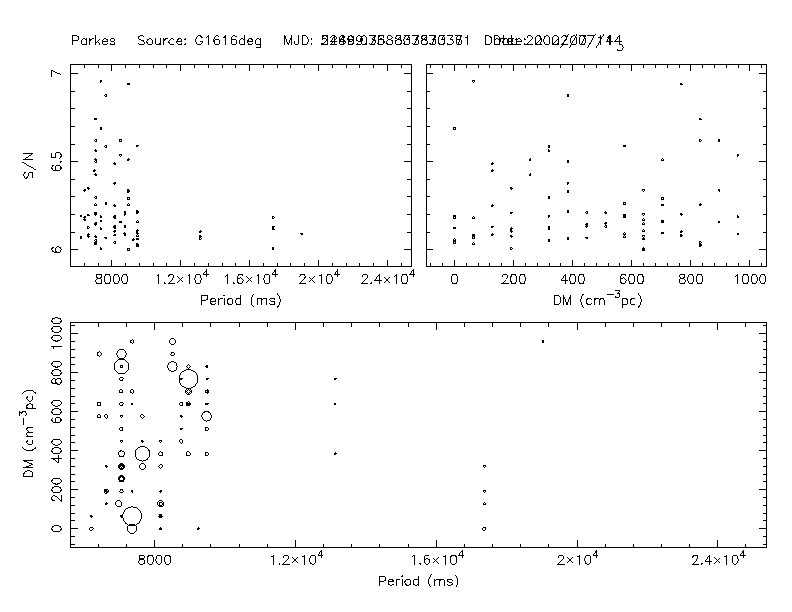 Parkes Source: G1616deg MJD:
7
6.5
6
S/N
8000 1.2×10⁴ 1.6×10⁴ 2×10⁴ 2.4×10⁴
Period (ms)
0 200 400 600 800 1000
DM (cm⁻³pc)
1000
800
600
400
200
0
DM (cm⁻³pc)
8000 1.2×10⁴ 1.6×10⁴ 2×10⁴ 2.4×10⁴
Period (ms)